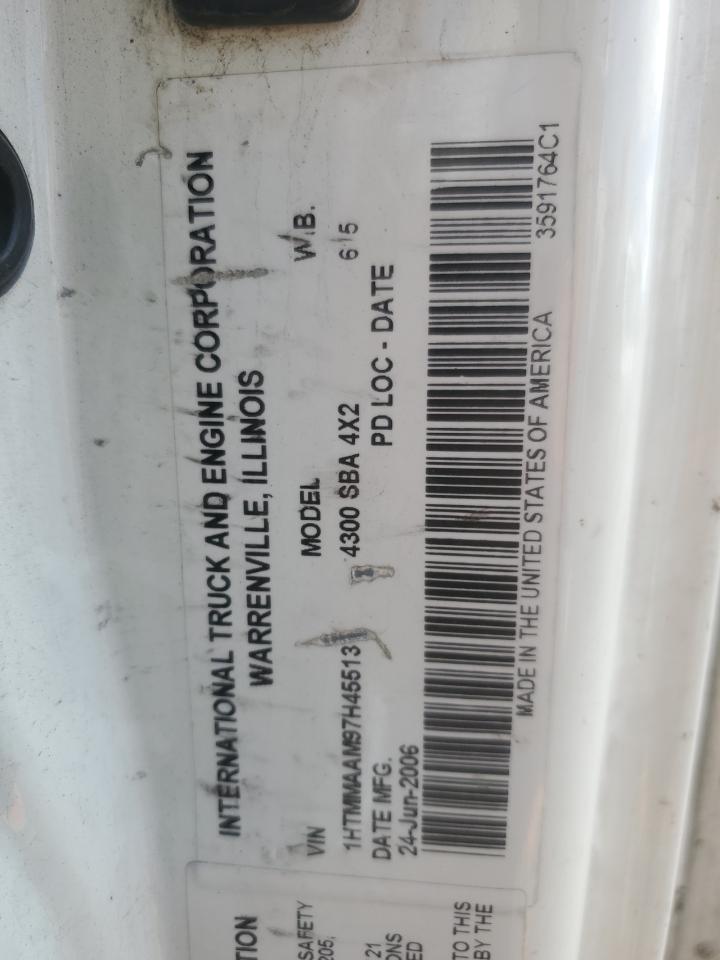 INTERNATIONAL TRUCK AND ENGINE CORPORATION
WARRENVILLE, ILLINOIS
VIN MODEL W.B.
1HTMMAAM97H45513 4300 SBA 4X2
DATE MFG. PD LOC - DATE
24-Jun-2006
MADE IN THE UNITED STATES OF AMERICA 3591764C1
TION
SAFETY
205,
21
ONS
ED
TO THIS
BY THE